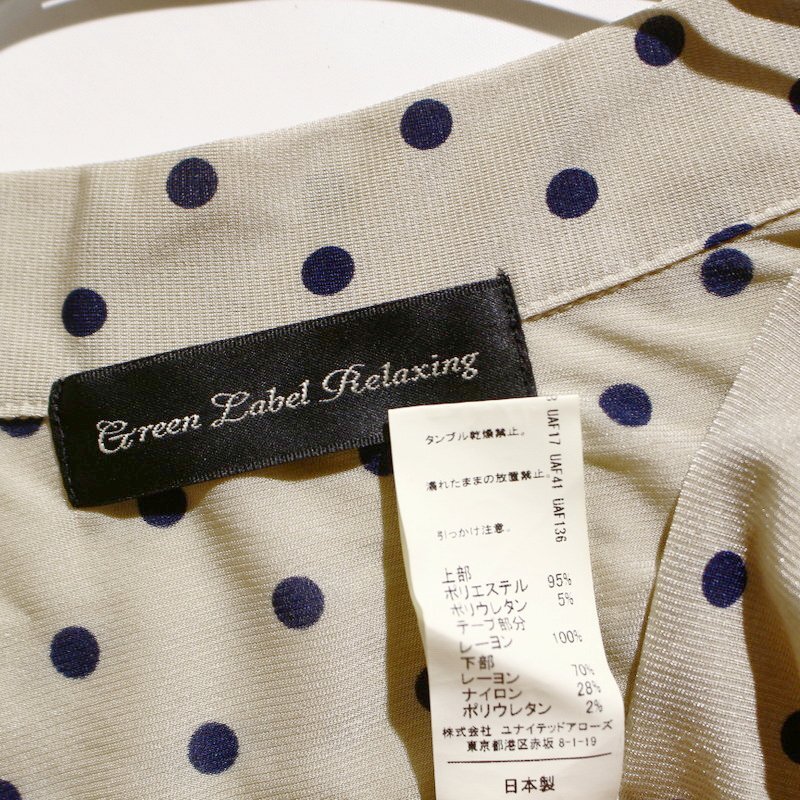 Green Label Relaxing
タンブル乾燥禁止。
濡れたままの放置禁止。
引っかけ注意。
UAF17 UAF41 UAF136
上部
ポリエステル 95%
ポリウレタン 5%
テープ部分
レーヨン 100%
下部
レーヨン 70%
ナイロン 28%
ポリウレタン 2%
株式会社 ユナイテッドアローズ
東京都港区赤坂 8-1-19
日本製